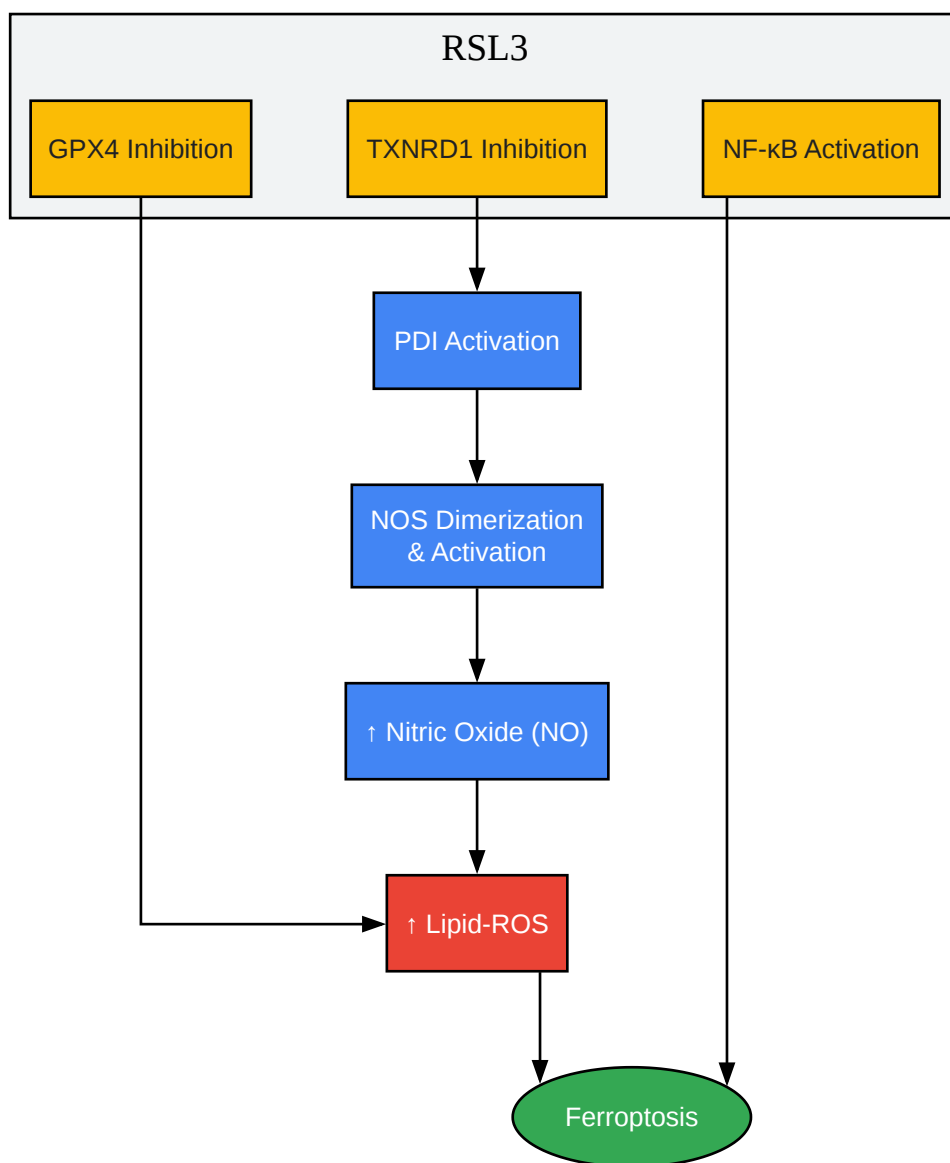 RSL3
GPX4 Inhibition
TXNRD1 Inhibition
NF-κB Activation
PDI Activation
NOS Dimerization
& Activation
↑ Nitric Oxide (NO)
↑ Lipid-ROS
Ferroptosis